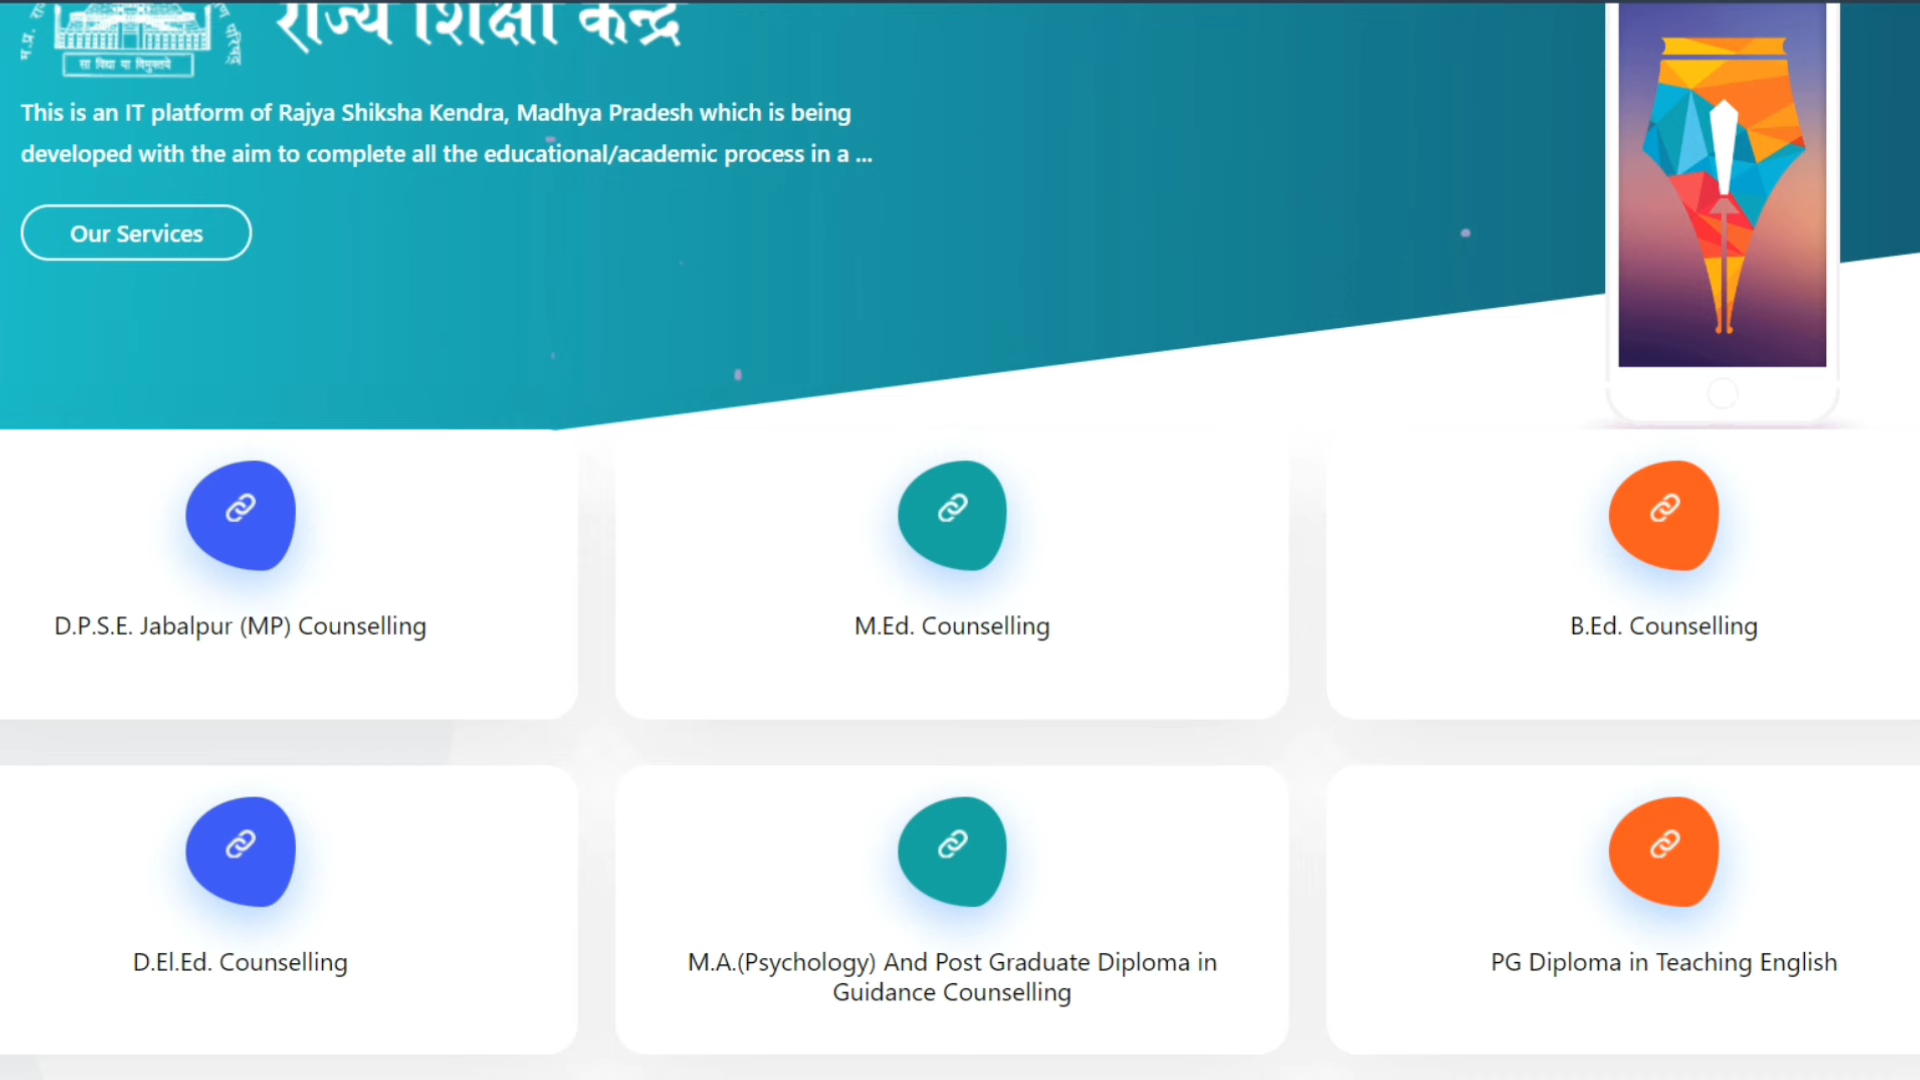 राज्य शिक्षा केन्द्र
सा विद्या या विमुक्तये
This is an IT platform of Rajya Shiksha Kendra, Madhya Pradesh which is being
developed with the aim to complete all the educational/academic process in a ...
Our Services
D.P.S.E. Jabalpur (MP) Counselling
M.Ed. Counselling
B.Ed. Counselling
D.El.Ed. Counselling
M.A.(Psychology) And Post Graduate Diploma in
Guidance Counselling
PG Diploma in Teaching English